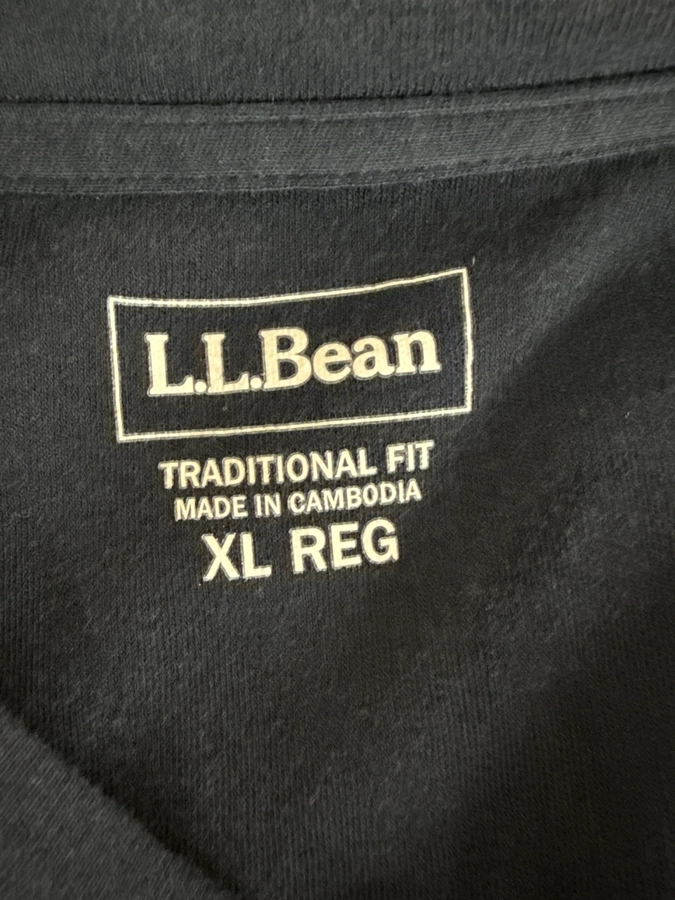 L.L.Bean
TRADITIONAL FIT
MADE IN CAMBODIA
XL REG